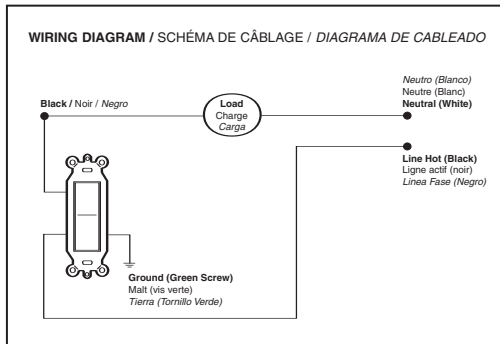 WIRING DIAGRAM / SCHÉMA DE CÂBLAGE / DIAGRAMA DE CABLEADO
Black / Noir / Negro
Load
Charge
Carga
Neutro (Blanco)
Neutre (Blanc)
Neutral (White)
Line Hot (Black)
Ligne actif (noir)
Linea Fase (Negro)
Ground (Green Screw)
Malt (vis verte)
Tierra (Tornillo Verde)